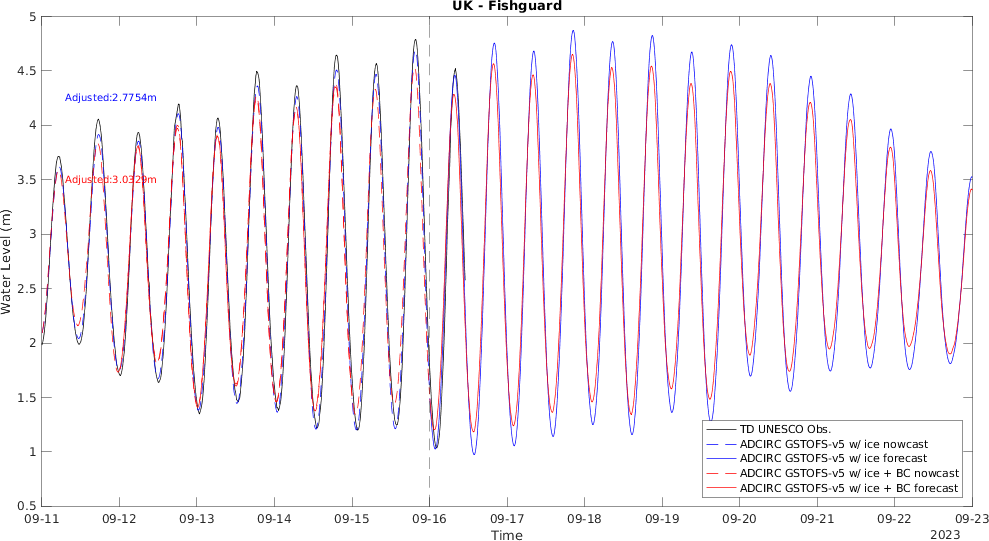 UK - Fishguard
5
4.5
4
3.5
3
2.5
2
1.5
1
0.5
Water Level (m)
Adjusted:2.7754m
Adjusted:3.0329m
TD UNESCO Obs.
ADCIRC GSTOFS-v5 w/ ice nowcast
ADCIRC GSTOFS-v5 w/ ice forecast
ADCIRC GSTOFS-v5 w/ ice + BC nowcast
ADCIRC GSTOFS-v5 w/ ice + BC forecast
09-11 09-12 09-13 09-14 09-15 09-16 09-17 09-18 09-19 09-20 09-21 09-22 09-23
Time
2023